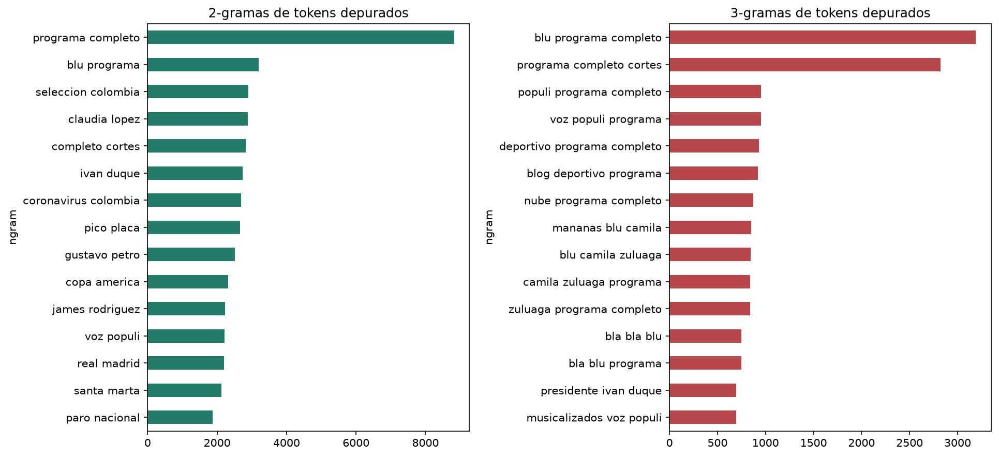 2-gramas de tokens depurados
programa completo
blu programa
seleccion colombia
claudia lopez
completo cortes
ivan duque
coronavirus colombia
pico placa
gustavo petro
copa america
james rodriguez
voz populi
real madrid
santa marta
paro nacional
ngram
0 2000 4000 6000 8000
3-gramas de tokens depurados
blu programa completo
programa completo cortes
populi programa completo
voz populi programa
deportivo programa completo
blog deportivo programa
nube programa completo
mananas blu camila
blu camila zuluaga
camila zuluaga programa
zuluaga programa completo
bla bla blu
bla blu programa
presidente ivan duque
musicalizados voz populi
ngram
0 500 1000 1500 2000 2500 3000